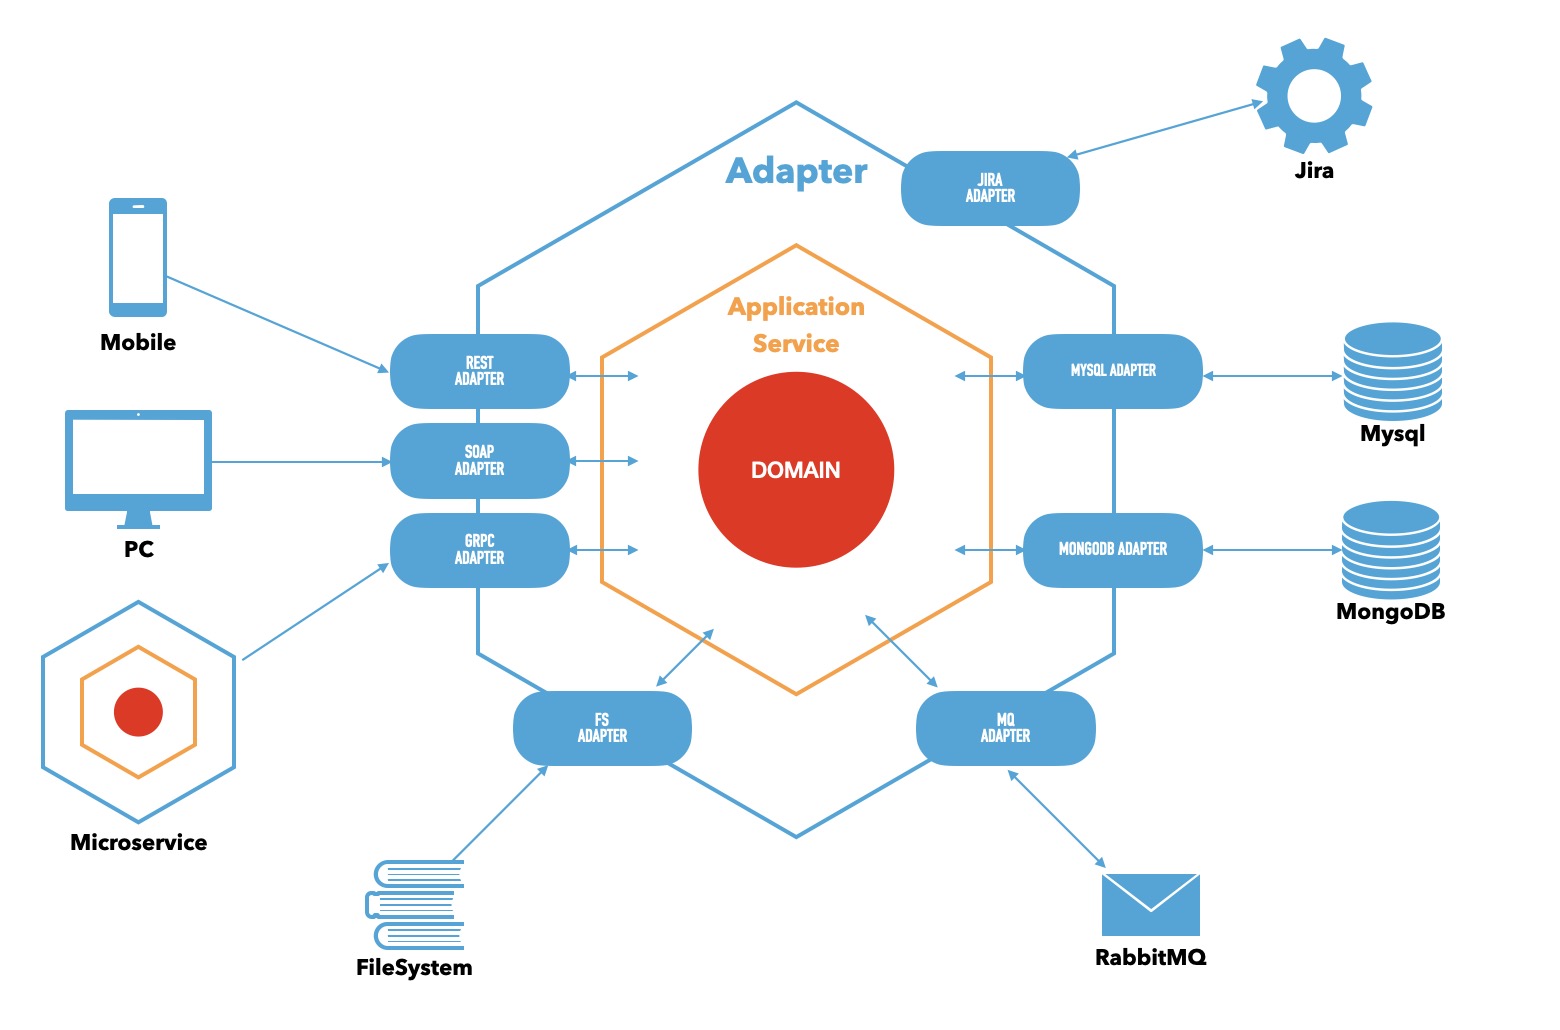 Adapter
JIRA
ADAPTER
Jira
Mobile
Application
Service
REST
ADAPTER
MYSQL ADAPTER
Mysql
SOAP
ADAPTER
DOMAIN
PC
GRPC
ADAPTER
MONGODB ADAPTER
MongoDB
Microservice
FS
ADAPTER
MQ
ADAPTER
FileSystem
RabbitMQ